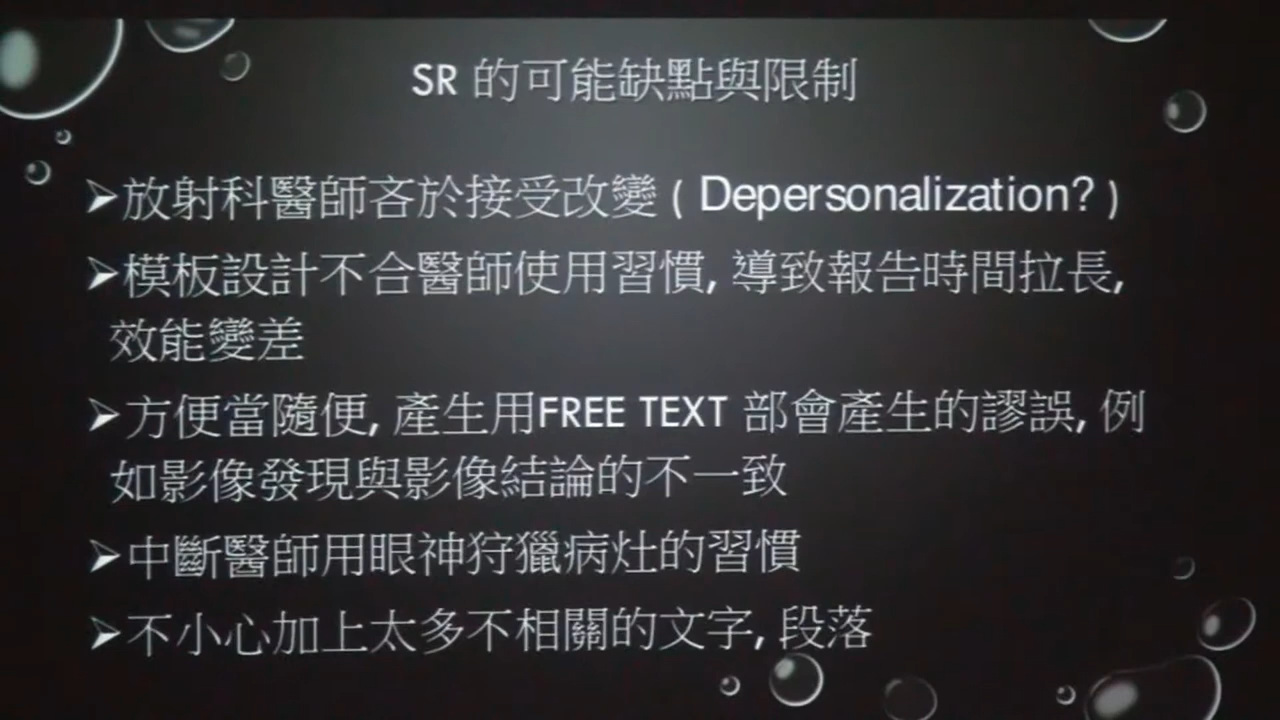 SR 的可能缺點與限制
➤放射科醫師吝於接受改變 ( Depersonalization? )
➤模板設計不合醫師使用習慣, 導致報告時間拉長,
效能變差
➤方便當隨便, 產生用FREE TEXT 部會產生的謬誤, 例
如影像發現與影像結論的不一致
➤中斷醫師用眼神狩獵病灶的習慣
➤不小心加上太多不相關的文字, 段落